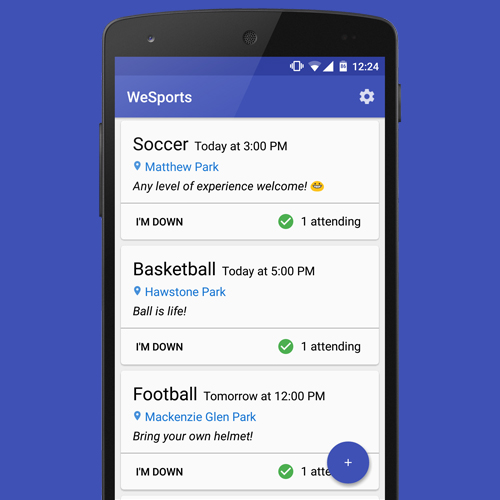 12:24
WeSports
Soccer Today at 3:00 PM
Matthew Park
Any level of experience welcome! 😁
I'M DOWN 1 attending
Basketball Today at 5:00 PM
Hawstone Park
Ball is life!
I'M DOWN 1 attending
Football Tomorrow at 12:00 PM
Mackenzie Glen Park
Bring your own helmet!
I'M DOWN 1 atte
+